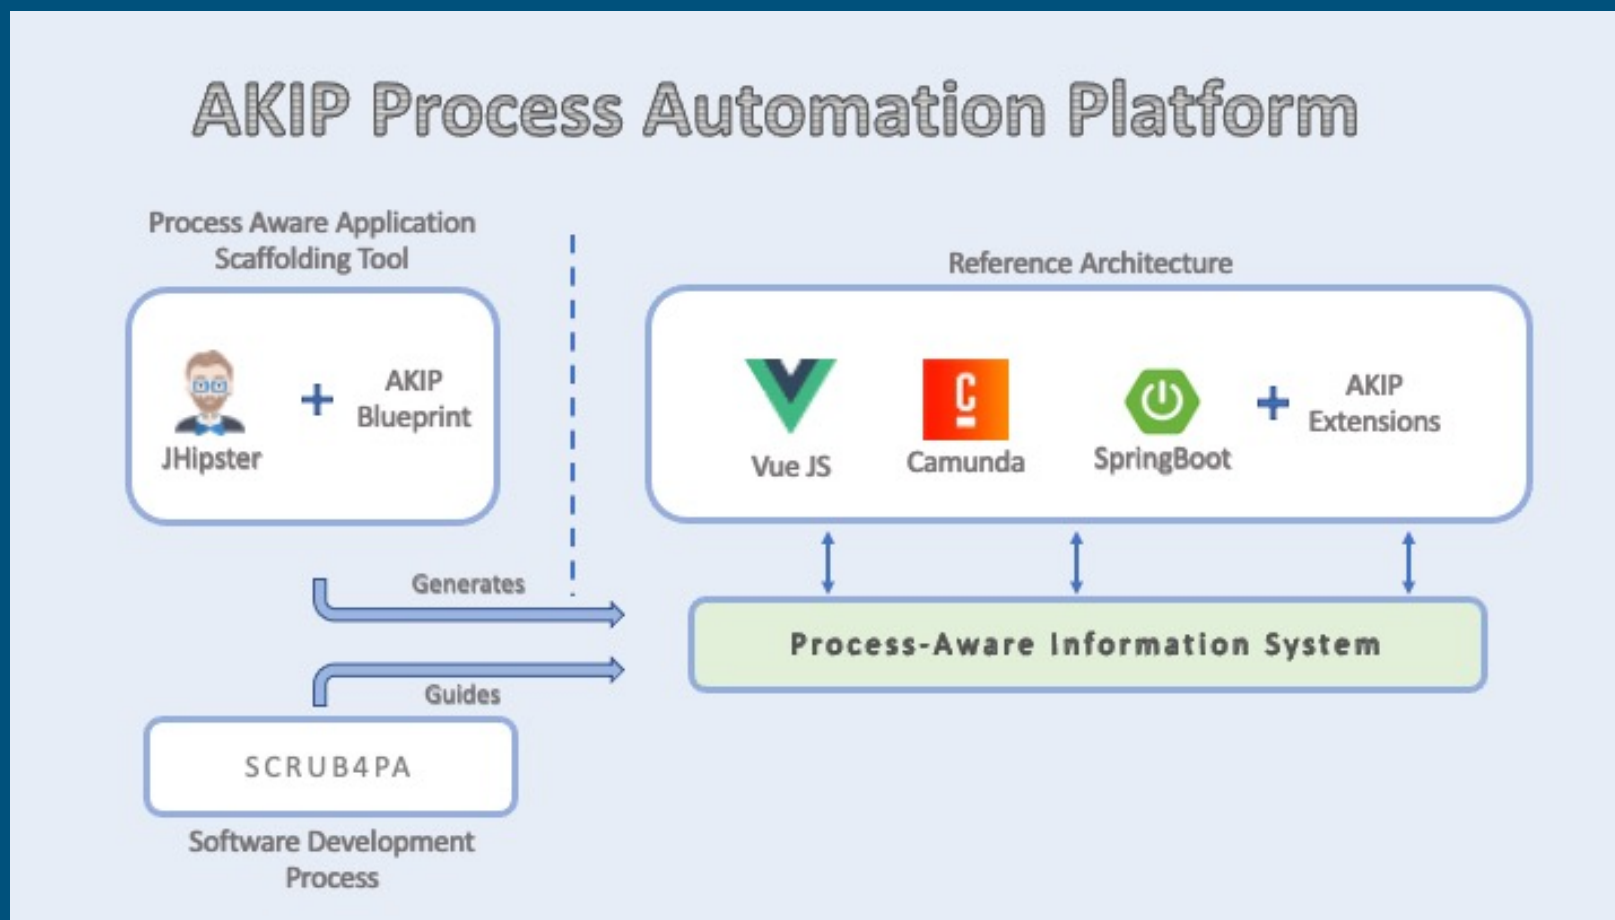 AKIP Process Automation Platform
Process Aware Application
Scaffolding Tool
JHipster
+
AKIP
Blueprint
Reference Architecture
Vue JS
Camunda
SpringBoot
+
AKIP
Extensions
Generates
Guides
Process-Aware Information System
SCRUB4PA
Software Development
Process